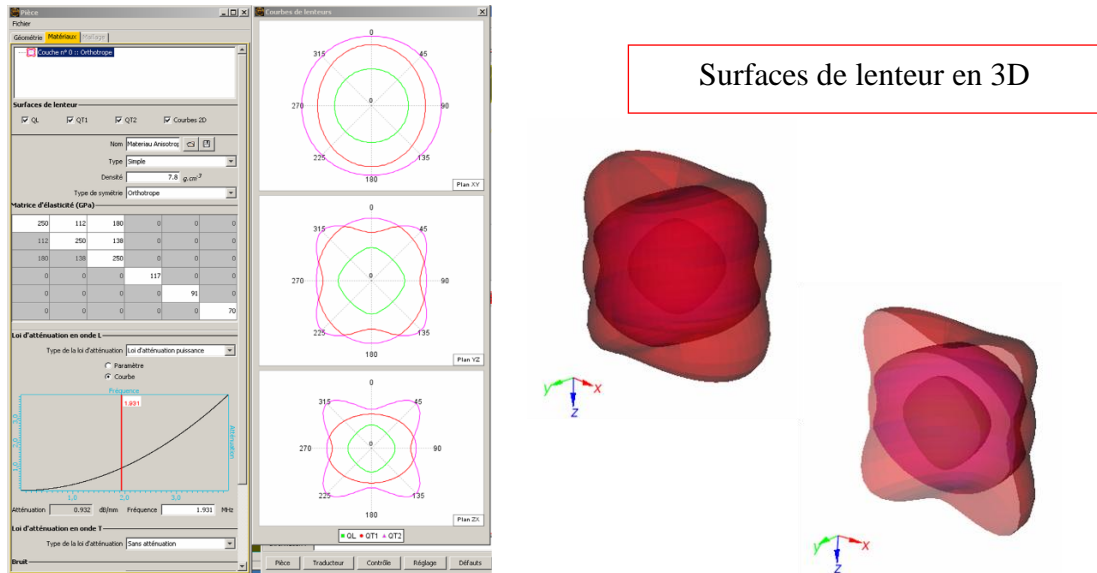 Pièce
Fichier
Géométrie Matériaux Maillage
Couche n° 0 :: Orthotrope
Surfaces de lenteur
QL QT1 QT2 Courbes 2D
Nom Materiau Anisotrop
Type Simple
Densité 7.8 g.cm-3
Type de symétrie Orthotrope
Matrice d'élasticité (GPa)
250 112 180 0 0 0
112 250 138 0 0 0
180 138 250 0 0 0
0 0 0 117 0 0
0 0 0 0 91 0
0 0 0 0 0 70
Loi d'atténuation en onde L
Type de la loi d'atténuation Loi d'atténuation puissance
Paramètre
Courbe
Fréquence
1.931
3,0
2,0
1,0
Atténuation
1,0 2,0 3,0
Atténuation 0.932 db/mm Fréquence 1.931 MHz
Loi d'atténuation en onde T
Type de la loi d'atténuation Sans atténuation
Bruit
Courbes de lenteurs
0
315 45
270 0 90
225 135
180
Plan XY
0
315 45
270 0 90
225 135
180
Plan YZ
0
315 45
270 0 90
225 135
180
Plan ZX
QL QT1 QT2
Pièce Traducteur Contrôle Réglage Défauts
Surfaces de lenteur en 3D
y x
z
y x
z